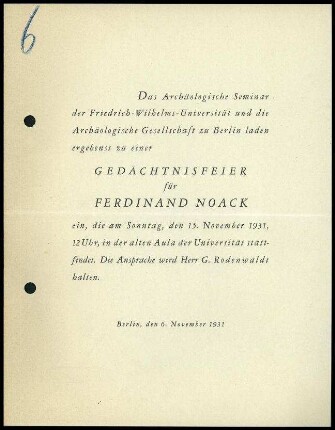 6
Das Archäologische Seminar
der Friedrich-Wilhelms-Universität und die
Archäologische Gesellschaft zu Berlin laden
ergebenst zu einer
GEDÄCHTNISFEIER
für
FERDINAND NOACK
ein, die am Sonntag, den 15. November 1931,
12 Uhr, in der alten Aula der Universität statt-
findet. Die Ansprache wird Herr G. Rodenwaldt
halten.
Berlin, den 6. November 1931